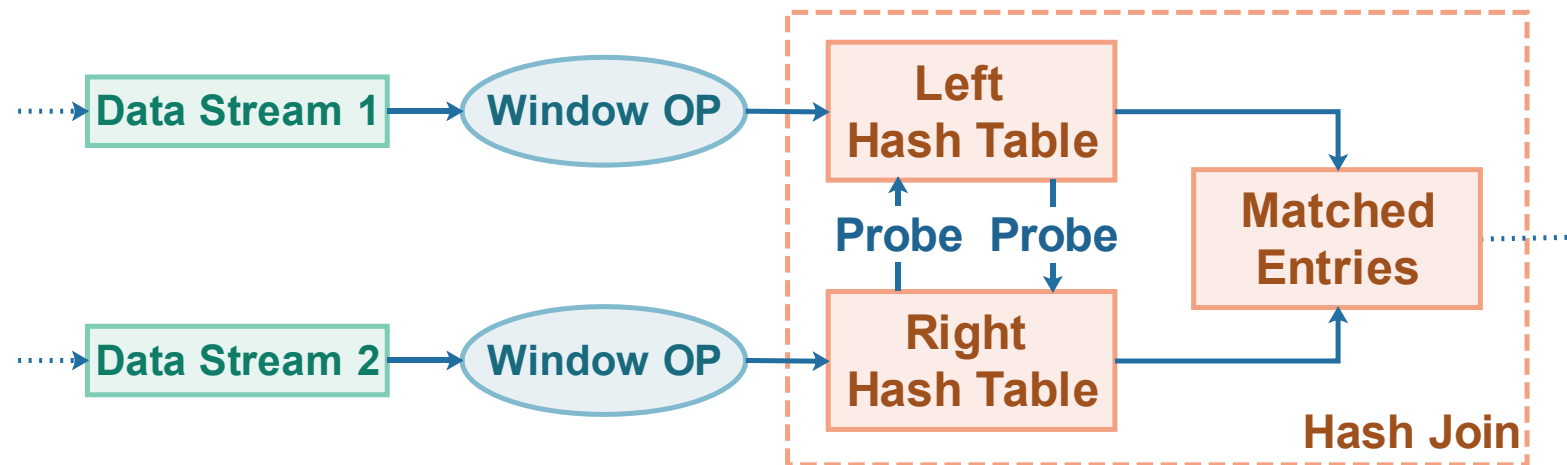 Data Stream 1
Window OP
Left
Hash Table
Probe Probe
Matched
Entries
Data Stream 2
Window OP
Right
Hash Table
Hash Join